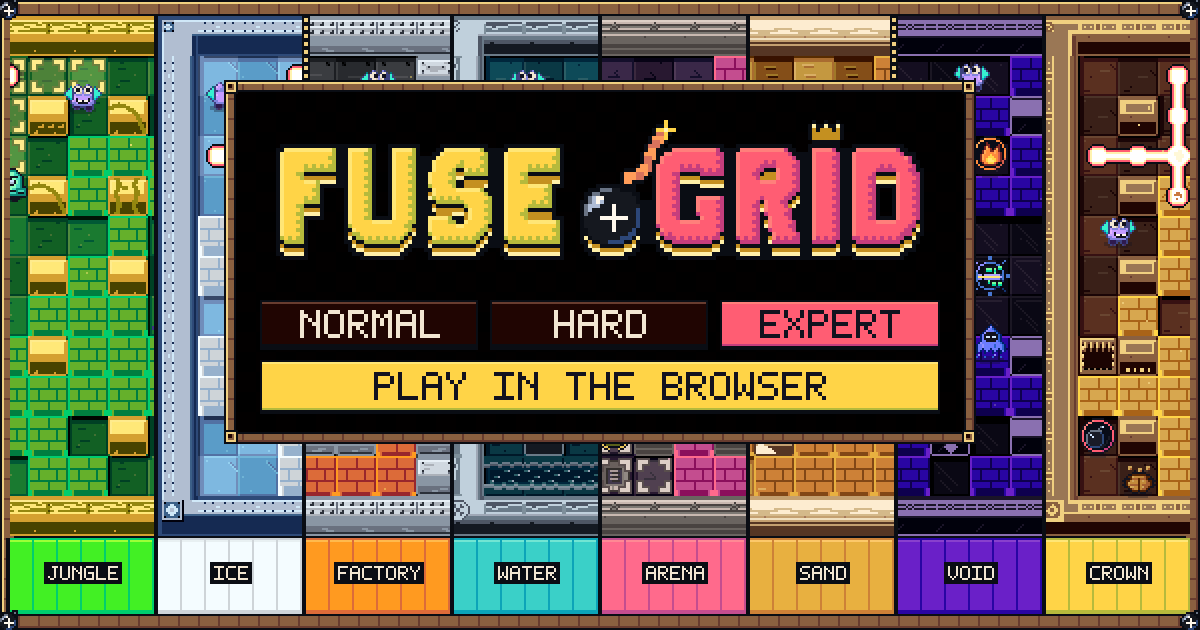 FUSE GRID
NORMAL HARD EXPERT
PLAY IN THE BROWSER
JUNGLE ICE FACTORY WATER ARENA SAND VOID CROWN